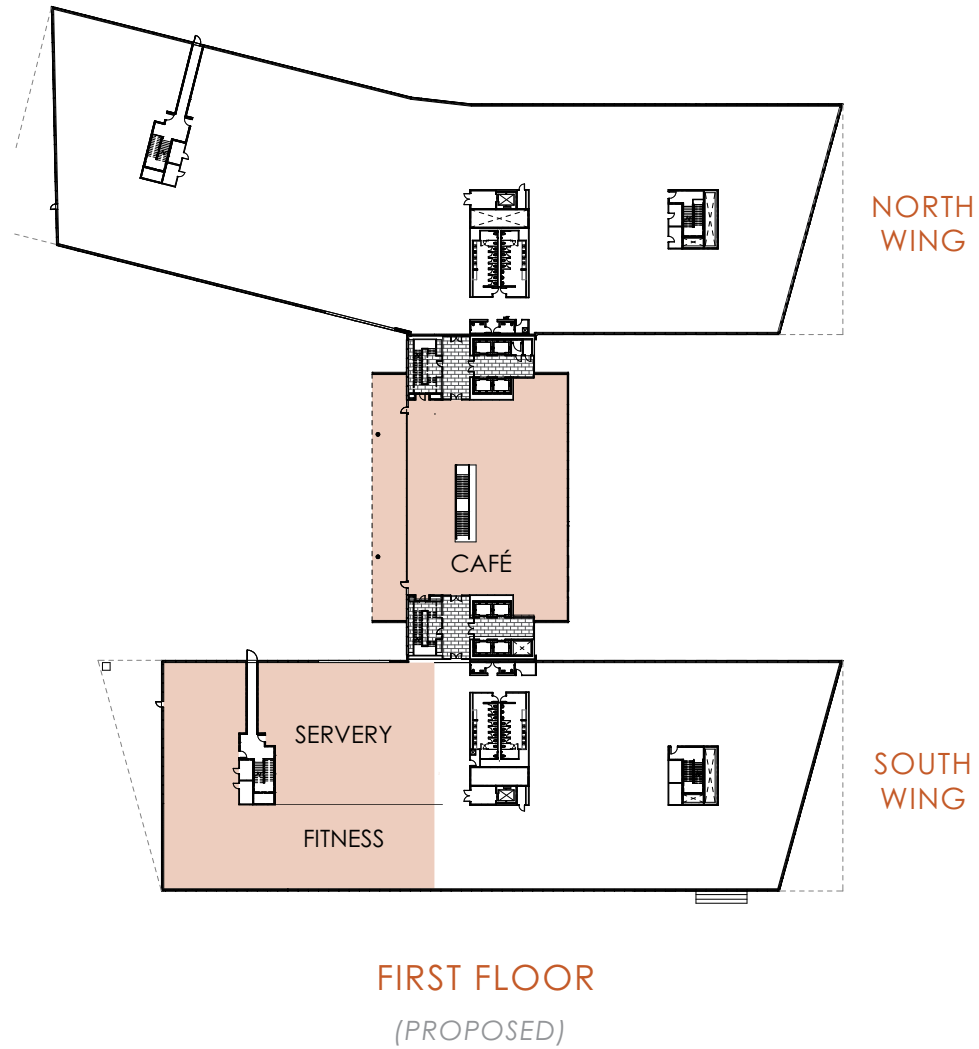 NORTH
WING
CAFÉ
SERVERY
SOUTH
WING
FITNESS
FIRST FLOOR
(PROPOSED)